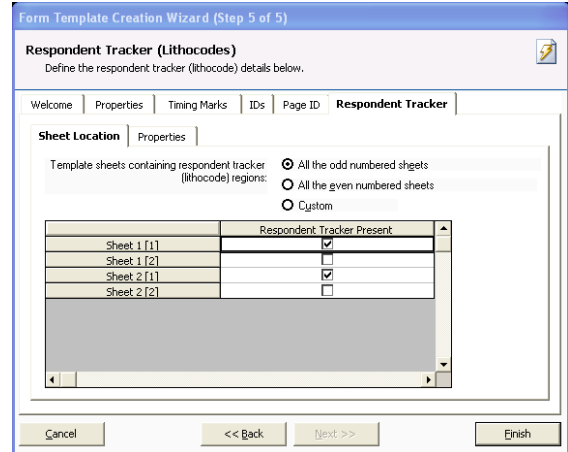 Form Template Creation Wizard (Step 5 of 5)
Respondent Tracker (Lithocodes)
Define the respondent tracker (lithocode) details below.
Welcome Properties Timing Marks IDs Page ID Respondent Tracker
Sheet Location Properties
Template sheets containing respondent tracker
(lithocode) regions:
All the odd numbered sheets
All the even numbered sheets
Custom
Respondent Tracker Present
Sheet 1 [1]
Sheet 1 [2]
Sheet 2 [1]
Sheet 2 [2]
Cancel << Back Next >> Finish